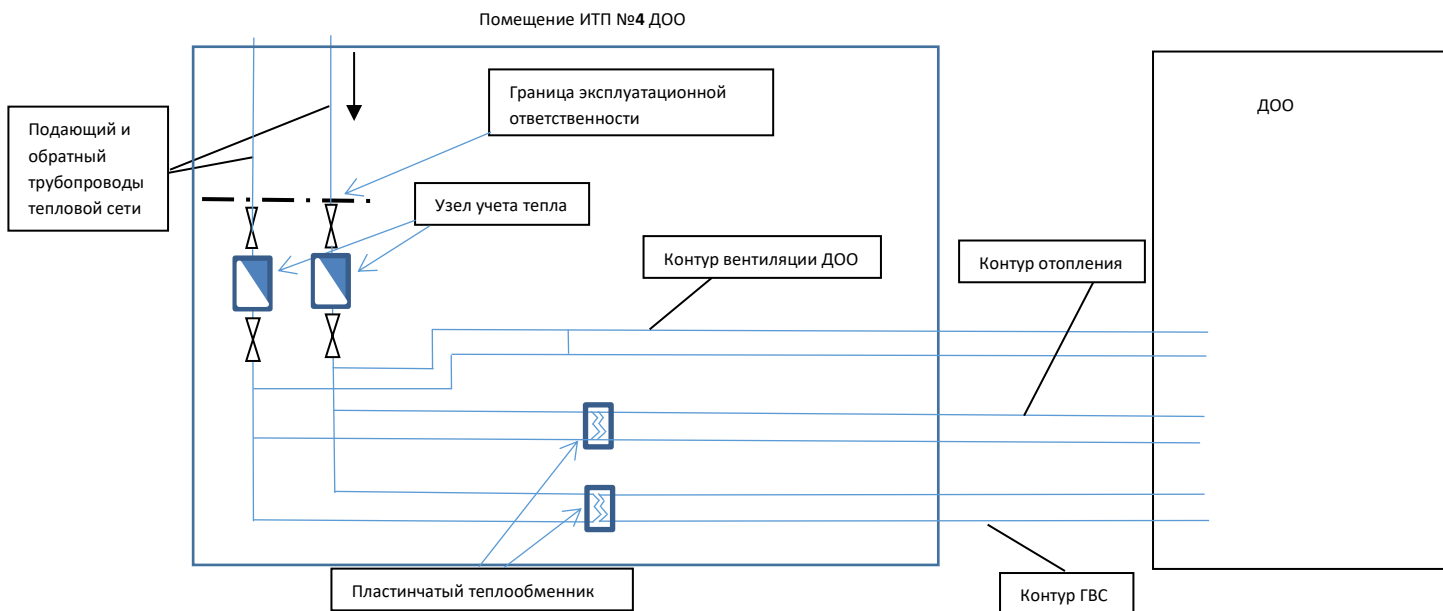 Помещение ИТП №4 ДОО
Граница эксплуатационной
ответственности
ДОО
Подающий и
обратный
трубопроводы
тепловой сети
Узел учета тепла
Контур вентиляции ДОО
Контур отопления
Пластинчатый теплообменник
Контур ГВС